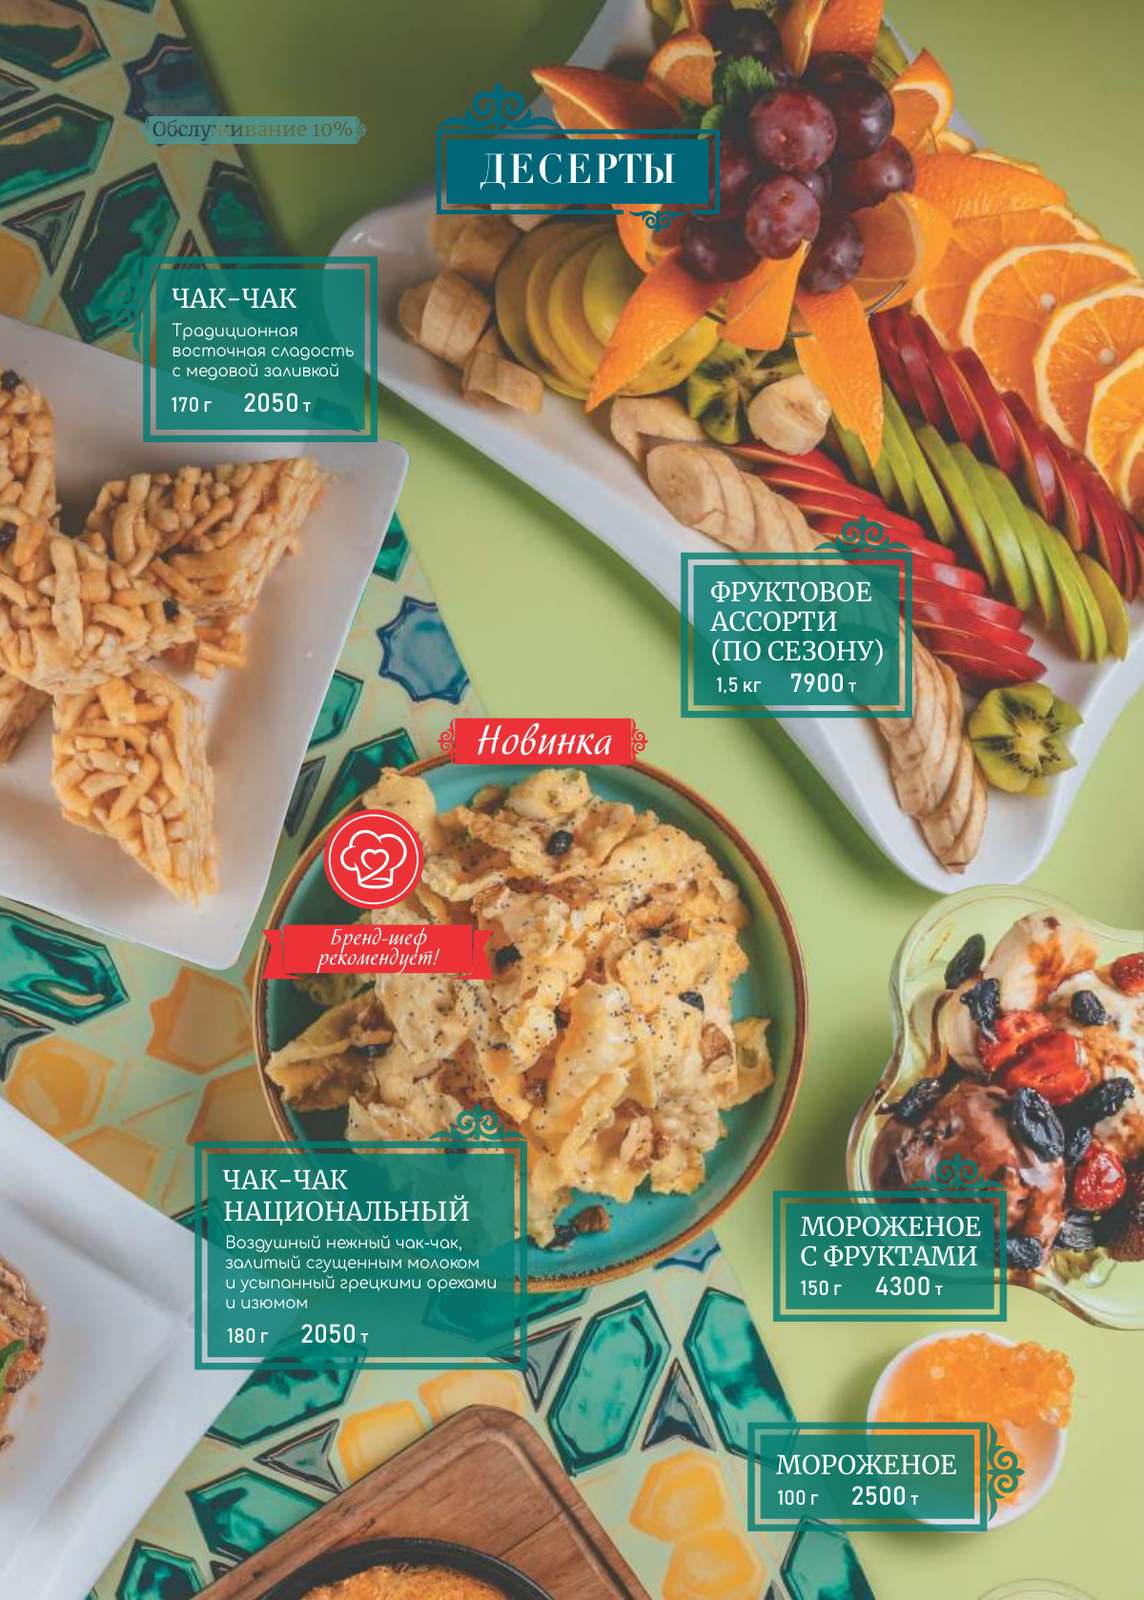 Обслуживание 10%
ДЕСЕРТЫ
ЧАК-ЧАК
Традиционная
восточная сладость
с медовой заливкой
170 г 2050 т
ФРУКТОВОЕ
АССОРТИ
(ПО СЕЗОНУ)
1,5 кг 7900 т
Новинка
Бренд-шеф
рекомендует!
ЧАК-ЧАК
НАЦИОНАЛЬНЫЙ
Воздушный нежный чак-чак,
залитый сгущенным молоком
и усыпанный грецкими орехами
и изюмом
180 г 2050 т
МОРОЖЕНОЕ
С ФРУКТАМИ
150 г 4300 т
МОРОЖЕНОЕ
100 г 2500 т